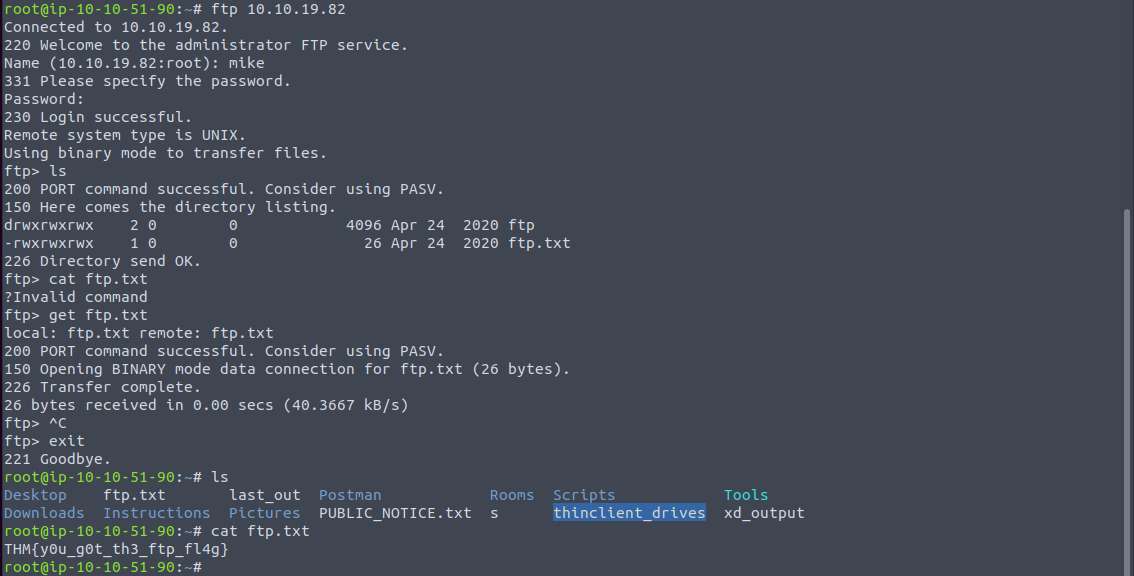 root@ip-10-10-51-90:~# ftp 10.10.19.82
Connected to 10.10.19.82.
220 Welcome to the administrator FTP service.
Name (10.10.19.82:root): mike
331 Please specify the password.
Password:
230 Login successful.
Remote system type is UNIX.
Using binary mode to transfer files.
ftp> ls
200 PORT command successful. Consider using PASV.
150 Here comes the directory listing.
drwxrwxrwx    2 0        0            4096 Apr 24  2020 ftp
-rwxrwxrwx    1 0        0              26 Apr 24  2020 ftp.txt
226 Directory send OK.
ftp> cat ftp.txt
?Invalid command
ftp> get ftp.txt
local: ftp.txt remote: ftp.txt
200 PORT command successful. Consider using PASV.
150 Opening BINARY mode data connection for ftp.txt (26 bytes).
226 Transfer complete.
26 bytes received in 0.00 secs (40.3667 kB/s)
ftp> ^C
ftp> exit
221 Goodbye.
root@ip-10-10-51-90:~# ls
Desktop    ftp.txt       last_out  Postman            Rooms  Scripts            Tools
Downloads  Instructions  Pictures  PUBLIC_NOTICE.txt  s      thinclient_drives  xd_output
root@ip-10-10-51-90:~# cat ftp.txt
THM{y0u_g0t_th3_ftp_fl4g}
root@ip-10-10-51-90:~#